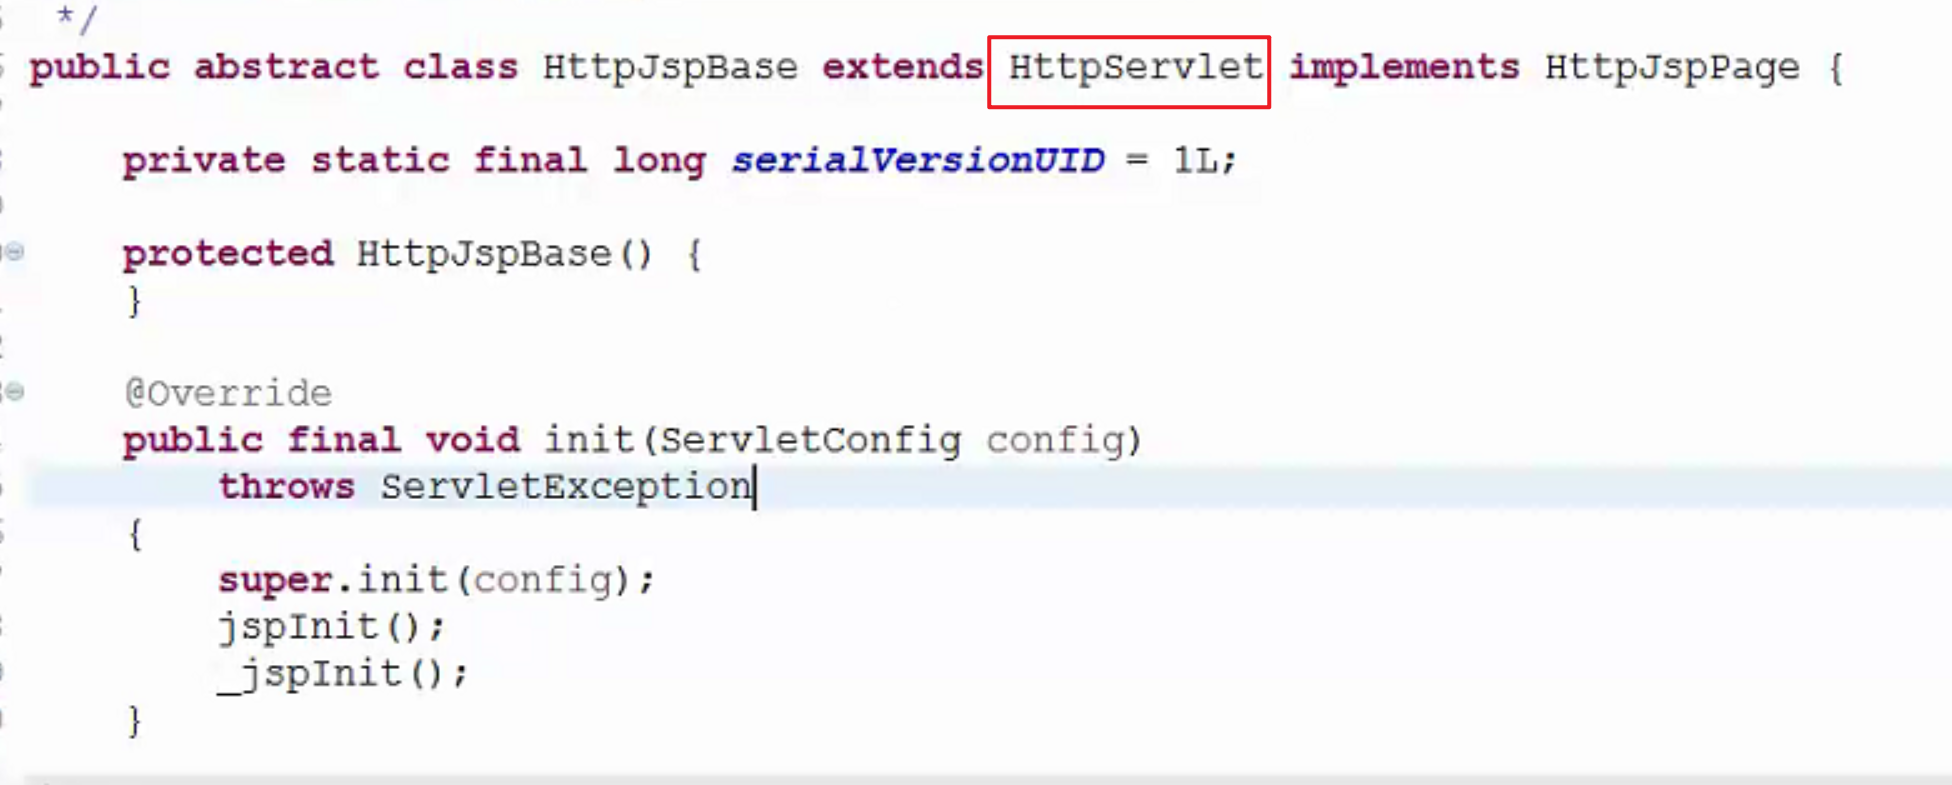 */
public abstract class HttpJspBase extends HttpServlet implements HttpJspPage {
private static final long serialVersionUID = 1L;
protected HttpJspBase() {
}
@Override
public final void init(ServletConfig config)
throws ServletException
{
super.init(config);
jspInit();
_jspInit();
}